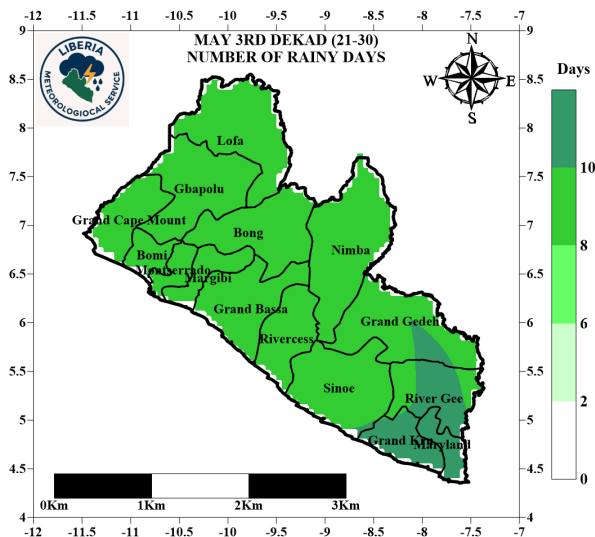 MAY 3RD DEKAD (21-30)
NUMBER OF RAINY DAYS
LIBERIA
METEOROLOGIOCAL SERVICE
N
W
E
S
Days
10
8
6
2
0
9
8.5
8
7.5
7
6.5
6
5.5
5
4.5
4
Lofa
Gbapolu
Grand Cape Mount
Bong
Nimba
Bomi
Montserrado
Margibi
Grand Bassa
Grand Gedeh
Rivercess
Sinoe
River Gee
Grand Kru
Maryland
0Km 1Km 2Km 3Km
-12 -11.5 -11 -10.5 -10 -9.5 -9 -8.5 -8 -7.5 -7